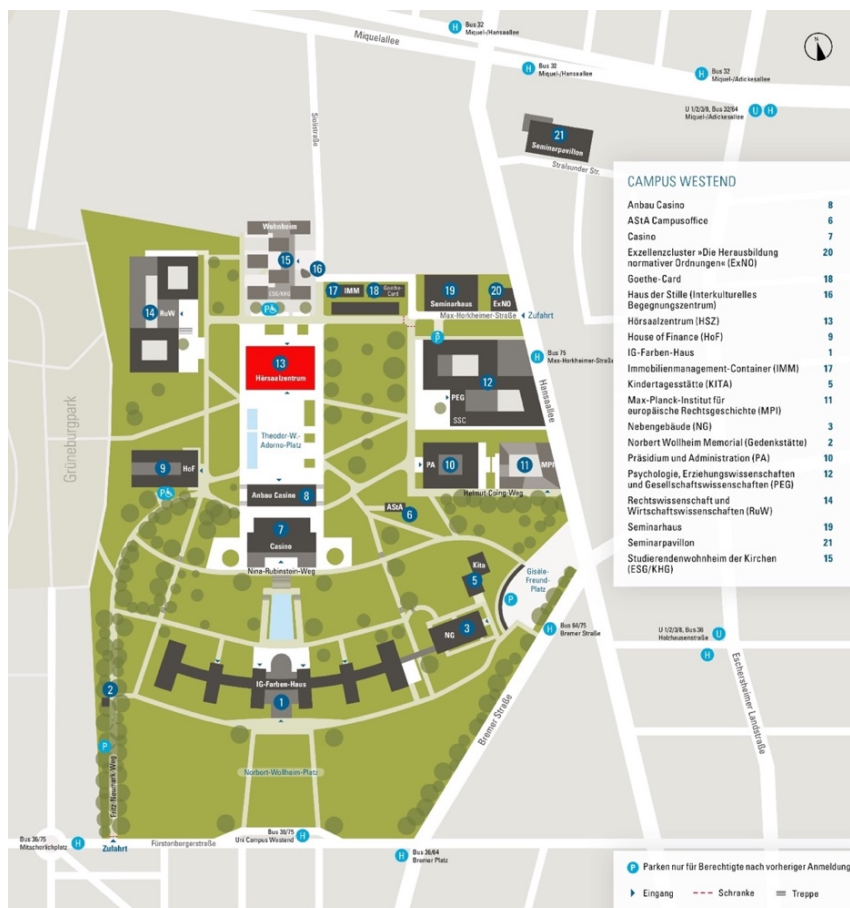 Bus 32
Miquel-/Hansaallee
Miquelallee
N
Bus 32
Miquel-/Hansaallee
Bus 32
Miquel-/Adickesallee
U 1/2/3/8, Bus 32/64
Miquel-/Adickesallee
H
H
H
U H
Siolistraße
21
Seminarpavillon
Stralsunder Str.
CAMPUS WESTEND
Anbau Casino 8
AStA Campusoffice 6
Casino 7
Exzellenzcluster »Die Herausbildung
normativer Ordnungen« (ExNO) 20
Goethe-Card 18
Haus der Stille (Interkulturelles
Begegnungszentrum) 16
Hörsaalzentrum (HSZ) 13
House of Finance (HoF) 9
IG-Farben-Haus 1
Immobilienmanagement-Container (IMM) 17
Kindertagesstätte (KITA) 5
Max-Planck-Institut für
europäische Rechtsgeschichte (MPI) 11
Nebengebäude (NG) 3
Norbert Wollheim Memorial (Gedenkstätte) 2
Präsidium und Administration (PA) 10
Psychologie, Erziehungswissenschaften
und Gesellschaftswissenschaften (PEG) 12
Rechtswissenschaft und
Wirtschaftswissenschaften (RuW) 14
Seminarhaus 19
Seminarpavillon 21
Studierendenwohnheim der Kirchen
(ESG/KHG) 15
Wohnheim
15
16
ESG/KHG
P
14 RuW
17 IMM
18 Goethe-
Card
19
Seminarhaus
20
ExNO
Max-Horkheimer-Straße
Zufahrt
P
H
Bus 75
Max-Horkheimer-Straße
13
Hörsaalzentrum
12
PEG
SSC
Hansaallee
Grüneburgpark
Theodor-W.-
Adorno-Platz
9 HoF
P
PA 10
11 MPI
Helmut-Coing-Weg
Anbau Casino 8
AStA
6
7
Casino
Nina-Rubinstein-Weg
Kita
5
Gisèle-
Freund-
Platz
P
3
NG
H
Bus 64/75
Bremer Straße
U 1/2/3/8, Bus 36
Holzhausenstraße
U
H
IG-Farben-Haus
1
2
Bremer Straße
Eschersheimer Landstraße
P
Fritz-Neumark-Weg
Norbert-Wollheim-Platz
Bus 36/75
Mitscherlichplatz
H
Zufahrt
Fürstenbergerstraße
Bus 36/75
Uni Campus Westend
H
H
Bus 36/64
Bremer Platz
P Parken nur für Berechtigte nach vorheriger Anmeldung
Eingang Schranke Treppe